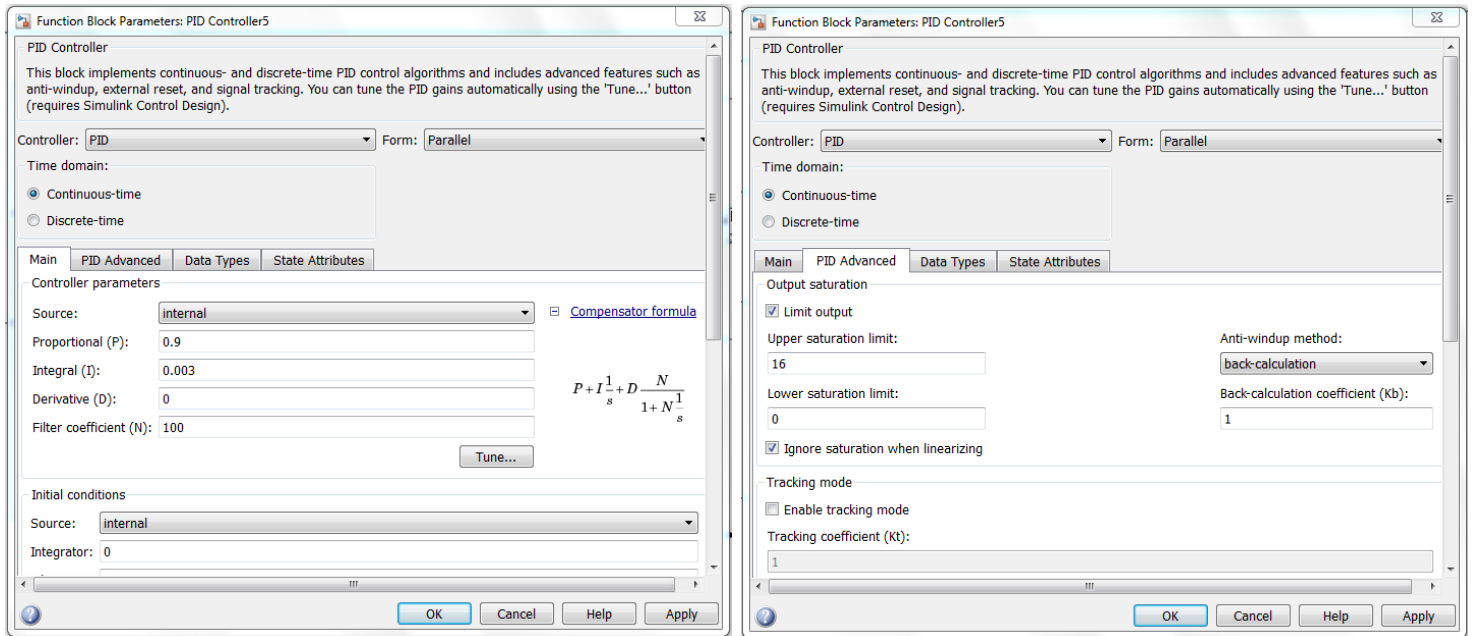 Function Block Parameters: PID Controller5
PID Controller
This block implements continuous- and discrete-time PID control algorithms and includes advanced features such as
anti-windup, external reset, and signal tracking. You can tune the PID gains automatically using the 'Tune...' button
(requires Simulink Control Design).
Controller: PID Form: Parallel
Time domain:
Continuous-time
Discrete-time
Main PID Advanced Data Types State Attributes
Controller parameters
Source: internal Compensator formula
Proportional (P): 0.9
Integral (I): 0.003
Derivative (D): 0
Filter coefficient (N): 100
P+I 1/s + D N/(1+N 1/s)
Tune...
Initial conditions
Source: internal
Integrator: 0
OK Cancel Help Apply
Function Block Parameters: PID Controller5
PID Controller
This block implements continuous- and discrete-time PID control algorithms and includes advanced features such as
anti-windup, external reset, and signal tracking. You can tune the PID gains automatically using the 'Tune...' button
(requires Simulink Control Design).
Controller: PID Form: Parallel
Time domain:
Continuous-time
Discrete-time
Main PID Advanced Data Types State Attributes
Output saturation
Limit output
Upper saturation limit: Anti-windup method:
16 back-calculation
Lower saturation limit: Back-calculation coefficient (Kb):
0 1
Ignore saturation when linearizing
Tracking mode
Enable tracking mode
Tracking coefficient (Kt):
1
OK Cancel Help Apply